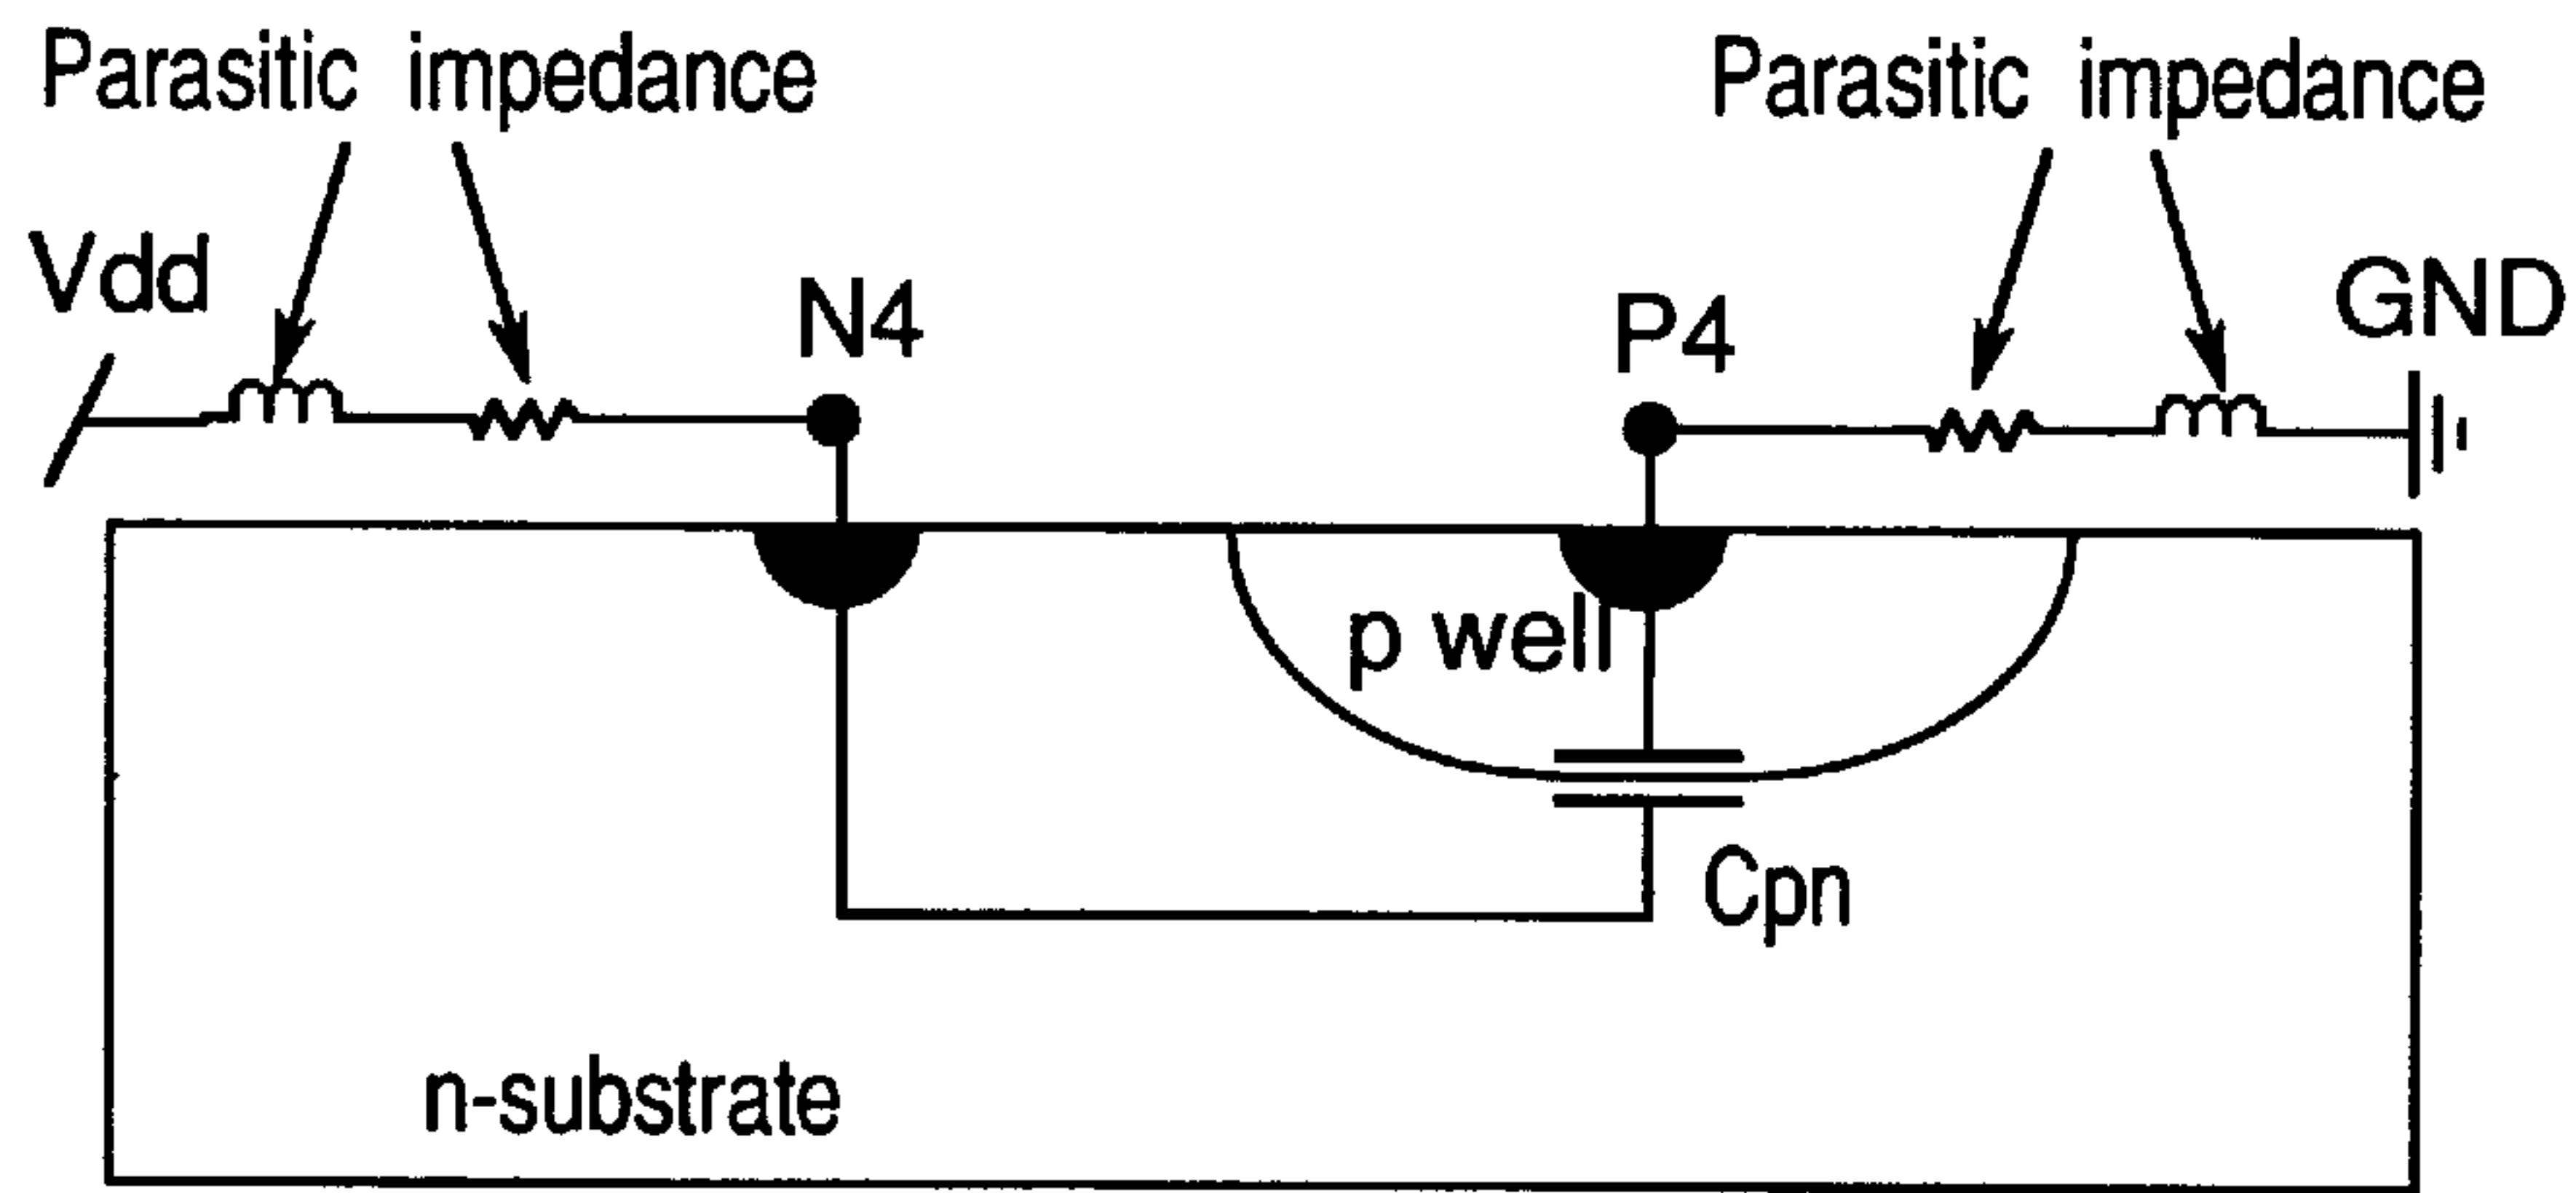 Parasitic impedance
Parasitic impedance
Vdd
N4
P4
GND
p well
Cpn
n-substrate